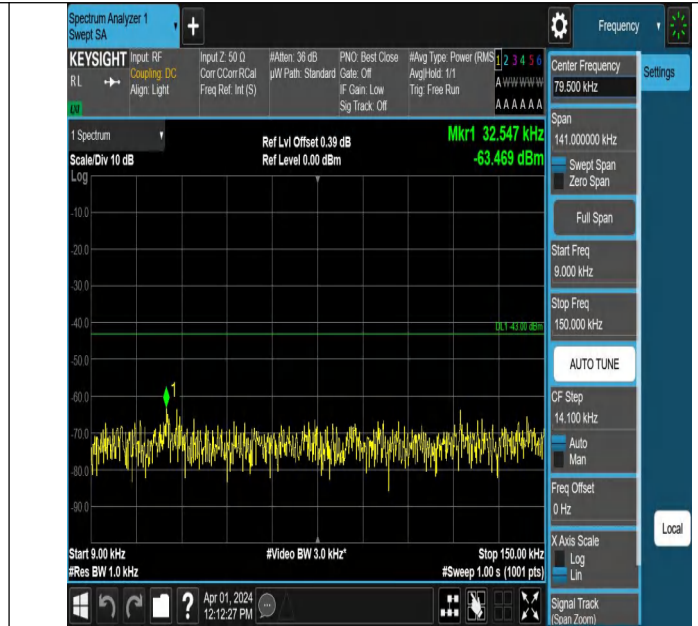 Spectrum Analyzer 1
Swept SA
+
Frequency
KEYSIGHT
RL
LXI
Input: RF
Coupling: DC
Align: Light
Input Z: 50 Ω
Corr CCorr RCal
Freq Ref: Int (S)
#Atten: 36 dB
µW Path: Standard
PNO: Best Close
Gate: Off
IF Gain: Low
Sig Track: Off
#Avg Type: Power (RMS
Avg|Hold: 1/1
Trig: Free Run
1 2 3 4 5 6
A W W W W W
A A A A A A
1 Spectrum
Scale/Div 10 dB
Log
Ref Lvl Offset 0.39 dB
Ref Level 0.00 dBm
Mkr1 32.547 kHz
-63.469 dBm
-10.0
-20.0
-30.0
-40.0
DL1 -43.00 dBm
-50.0
-60.0
1
-70.0
-80.0
-90.0
Start 9.00 kHz
#Video BW 3.0 kHz*
Stop 150.00 kHz
#Res BW 1.0 kHz
#Sweep 1.00 s (1001 pts)
?
Apr 01, 2024
12:12:27 PM
Center Frequency
79.500 kHz
Settings
Span
141.000000 kHz
Swept Span
Zero Span
Full Span
Start Freq
9.000 kHz
Stop Freq
150.000 kHz
AUTO TUNE
CF Step
14.100 kHz
Auto
Man
Freq Offset
0 Hz
X Axis Scale
Log
Lin
Local
Signal Track
(Span Zoom)